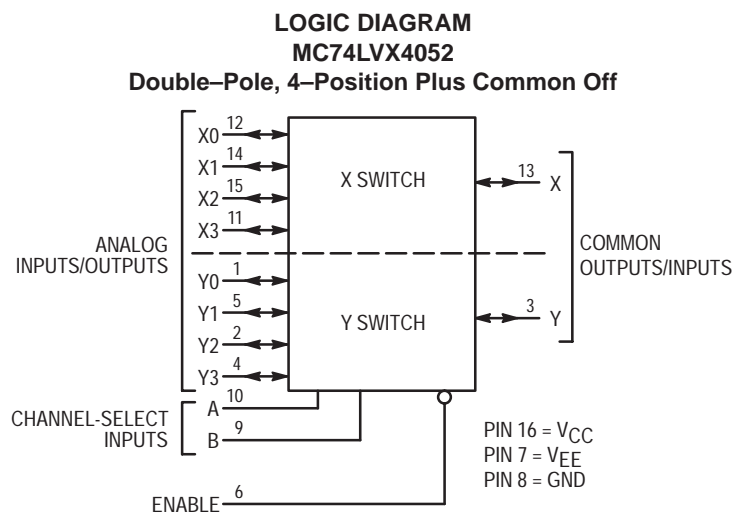 LOGIC DIAGRAM
MC74LVX4052
Double–Pole, 4–Position Plus Common Off
X0 12
X1 14
X2 15
X3 11
X SWITCH
13 X
ANALOG
INPUTS/OUTPUTS
COMMON
OUTPUTS/INPUTS
Y0 1
Y1 5
Y2 2
Y3 4
Y SWITCH
3 Y
CHANNEL-SELECT
INPUTS
A 10
B 9
ENABLE 6
PIN 16 = VCC
PIN 7 = VEE
PIN 8 = GND